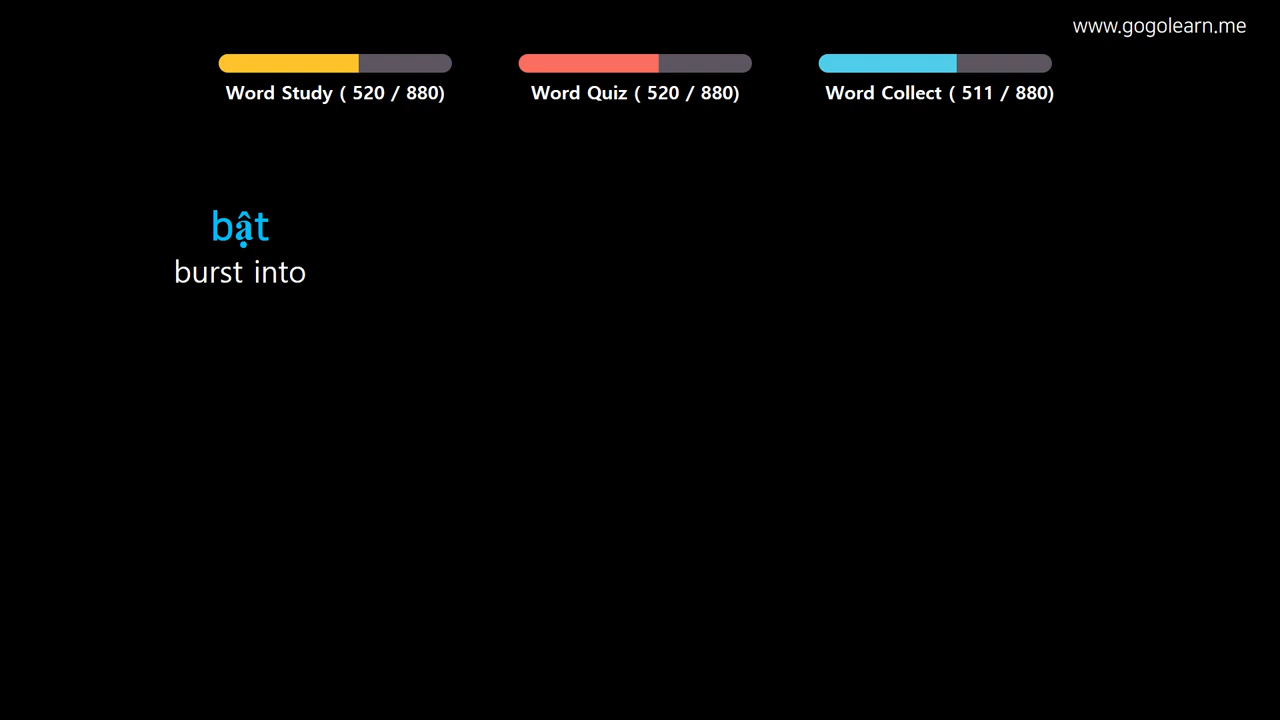 www.gogolearn.me
Word Study ( 520 / 880)
Word Quiz ( 520 / 880)
Word Collect ( 511 / 880)
bật
burst into